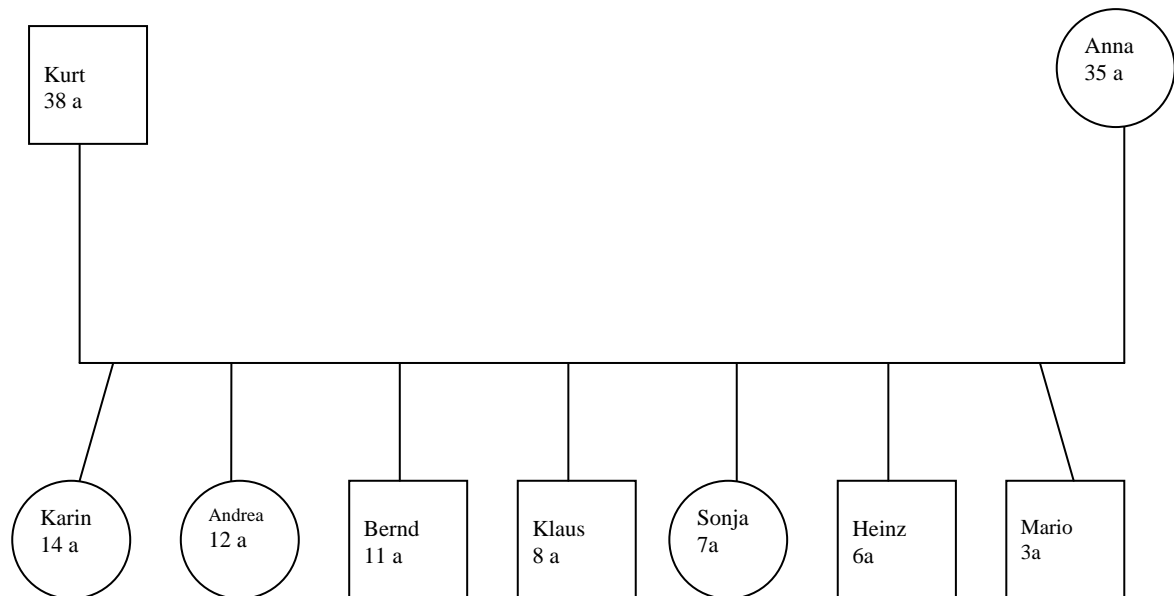 Kurt
38 a
Anna
35 a
Karin
14 a
Andrea
12 a
Bernd
11 a
Klaus
8 a
Sonja
7a
Heinz
6a
Mario
3a